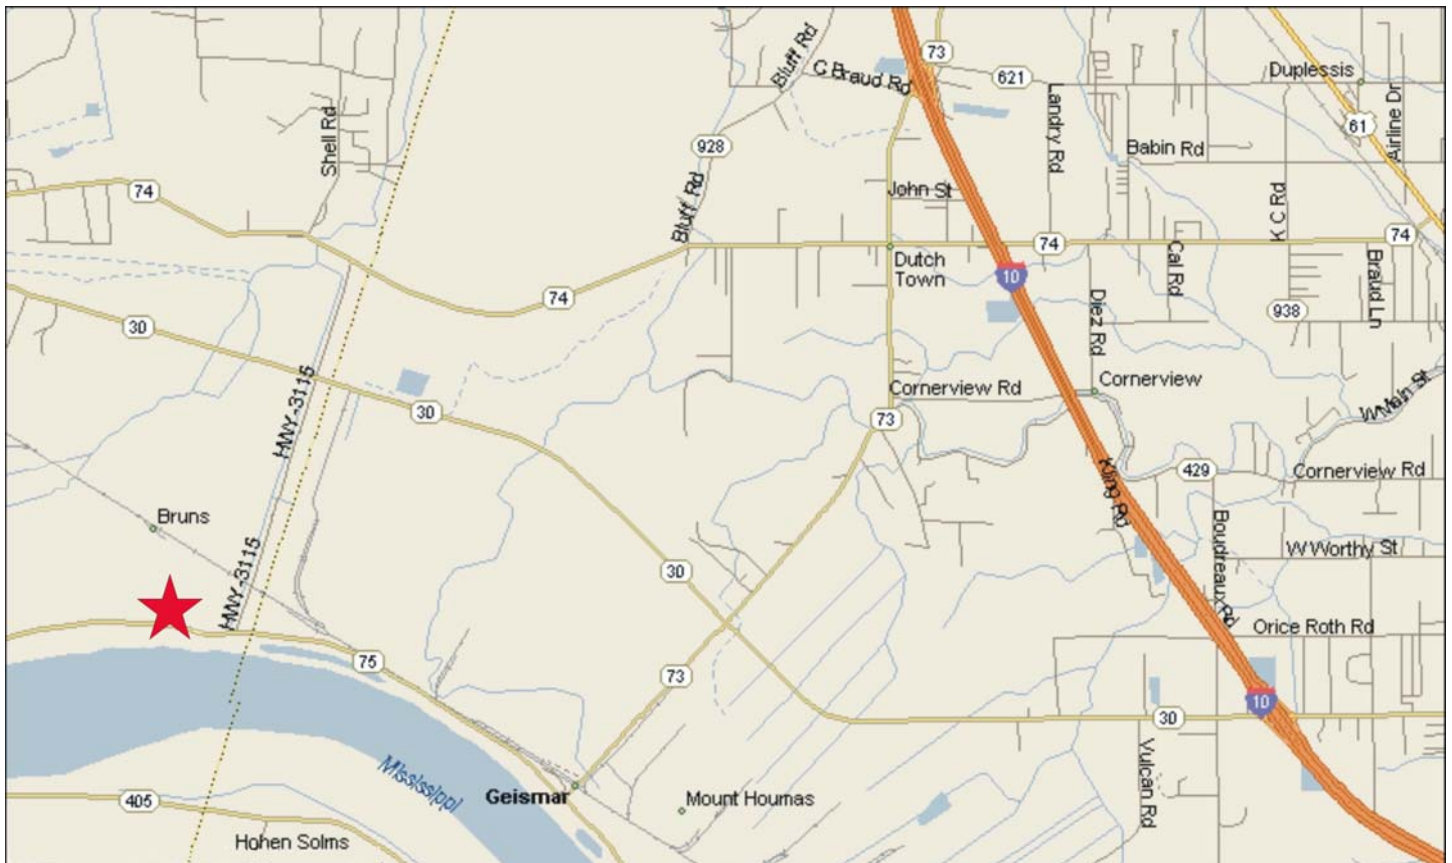 Bluff Rd
73
C Braud Rd
621
Duplessis
Landry Rd
Airline Dr
61
Shell Rd
928
Babin Rd
74
John St
K C Rd
Bluff Rd
74
74
Dutch
Town
Cal Rd
Braud Ln
10
74
Diez Rd
938
30
HWY-3115
Cornerview Rd
Cornerview
W Main St
30
73
Kling Rd
429
Cornerview Rd
Bruns
Boudreaux Rd
W Worthy St
HWY-3115
30
Orice Roth Rd
75
73
10
30
Vulcan Rd
Mississippi
405
Geismar
Mount Houmas
Hohen Solms